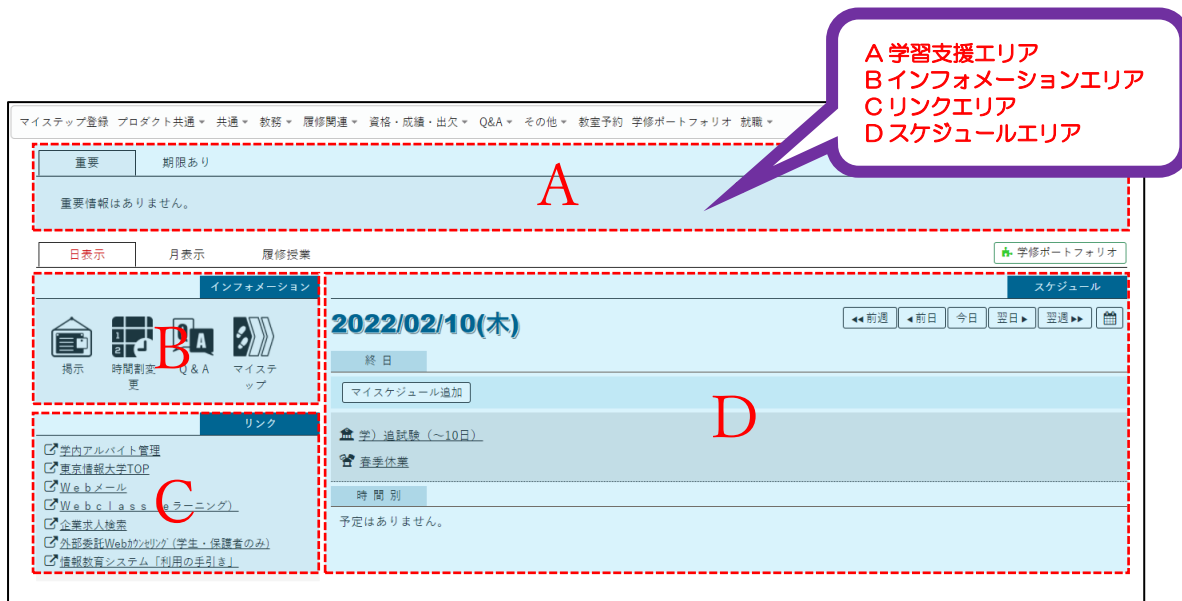 A 学習支援エリア
B インフォメーションエリア
C リンクエリア
D スケジュールエリア
マイステップ登録 プロダクト共通 共通 教務 履修関連 資格・成績・出欠 Q&A その他 教室予約 学修ポートフォリオ 就職
重要 期限あり
A
重要情報はありません。
日表示 月表示 履修授業 学修ポートフォリオ
インフォメーション
B
掲示 時間割変更 Q&A マイステップ
リンク
C
学内アルバイト管理
東京情報大学TOP
Webメール
Webclass eラーニング)
企業求人検索
外部委託Webカウンセリング(学生・保護者のみ)
情報教育システム「利用の手引き」
スケジュール
2022/02/10(木) 前週 前日 今日 翌日 翌週
終日
マイスケジュール追加
D
学）追試験（～10日）
春季休業
時間別
予定はありません。